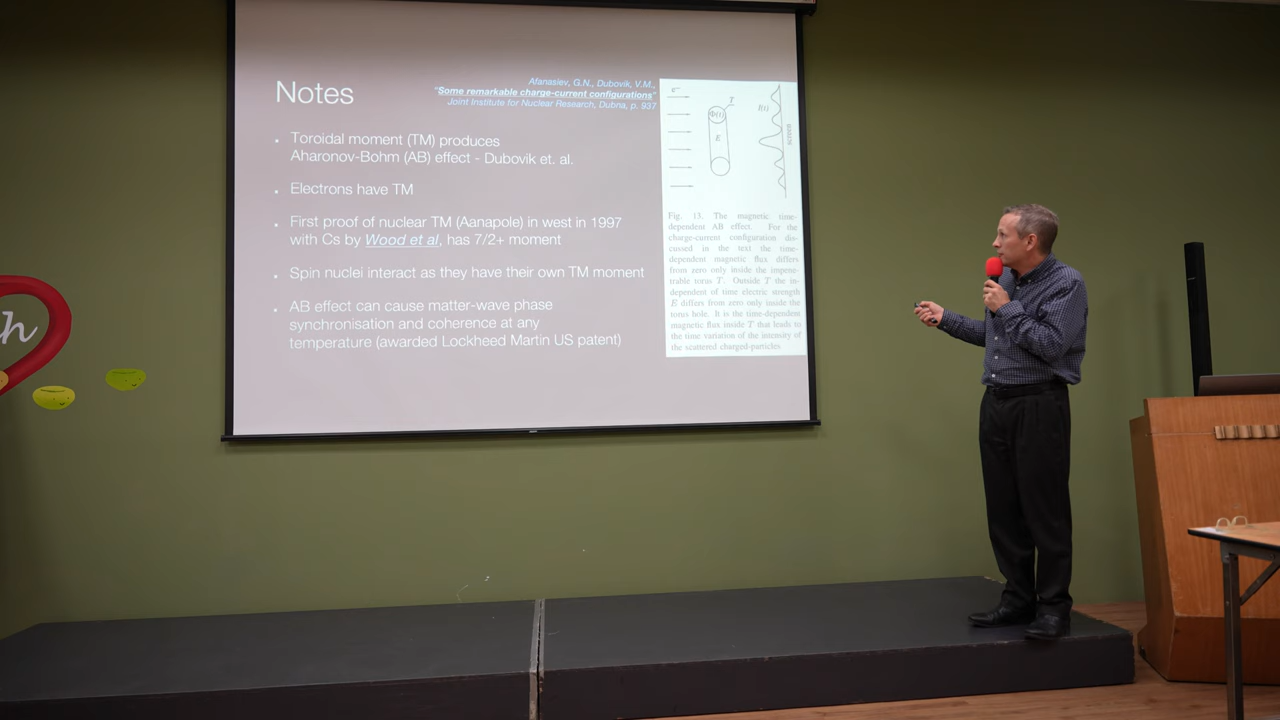 h
Notes
Afanasiev, G.N., Dubovik, V.M.,
"Some remarkable charge-current configurations"
Joint Institute for Nuclear Research, Dubna, p. 937
Toroidal moment (TM) produces
Aharonov-Bohm (AB) effect - Dubovik et. al.
Electrons have TM
First proof of nuclear TM (Aanapole) in west in 1997
with Cs by Wood et al, has 7/2+ moment
Spin nuclei interact as they have their own TM moment
AB effect can cause matter-wave phase
synchronisation and coherence at any
temperature (awarded Lockheed Martin US patent)
T
Φ(t)
I(t)
Fig. 13. The magnetic time-
dependent AB effect. For the
charge-current configuration dis-
cussed in the text the time-
dependent magnetic flux differs
from zero only inside the impene-
trable torus T. Outside T the in-
dependent of time electric strength
E differs from zero only inside the
torus hole. It is the time-dependent
magnetic flux inside T that leads to
the time variation of the intensity of
the scattered charged-particles.